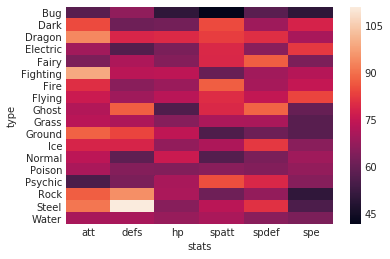 Bug
Dark
Dragon
Electric
Fairy
Fighting
Fire
Flying
Ghost
Grass
Ground
Ice
Normal
Poison
Psychic
Rock
Steel
Water
type
att defs hp spatt spdef spe
stats
105
90
75
60
45